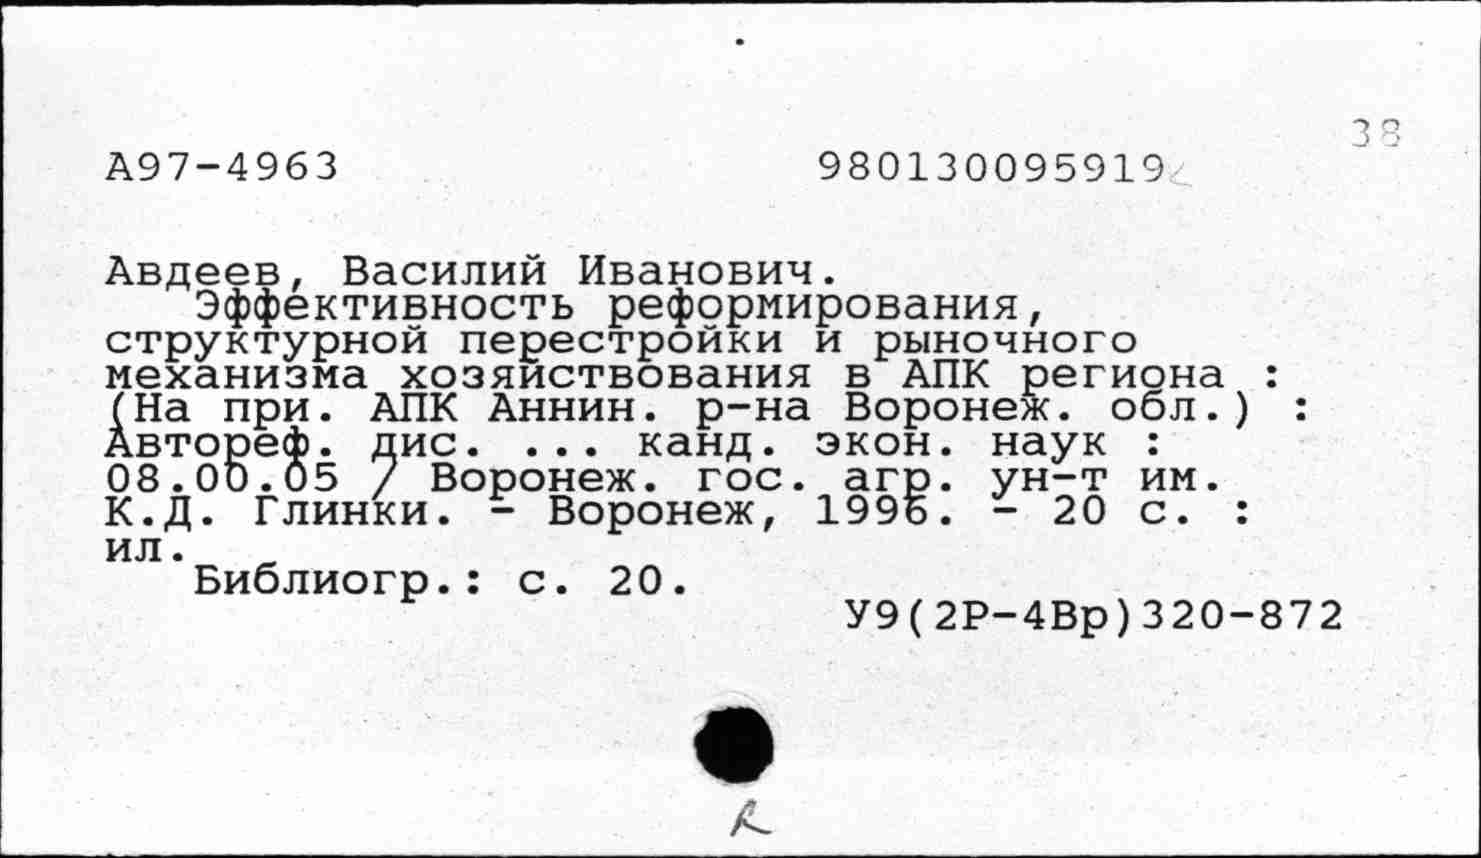 38
А97-4963 980130095919
Авдеев, Василий Иванович.
Эффективность реформирования,
структурной перестройки и рыночного
механизма хозяйствования в АПК региона :
(На при. АПК Аннин. р-на Воронеж. обл.) :
Автореф. дис. ... канд. экон. наук :
08.00.05 / Воронеж. гос. агр. ун-т им.
К.Д. Глинки. - Воронеж, 1996. - 20 с. :
ил.
Библиогр.: с. 20.
У9(2Р-4Вр)320-872